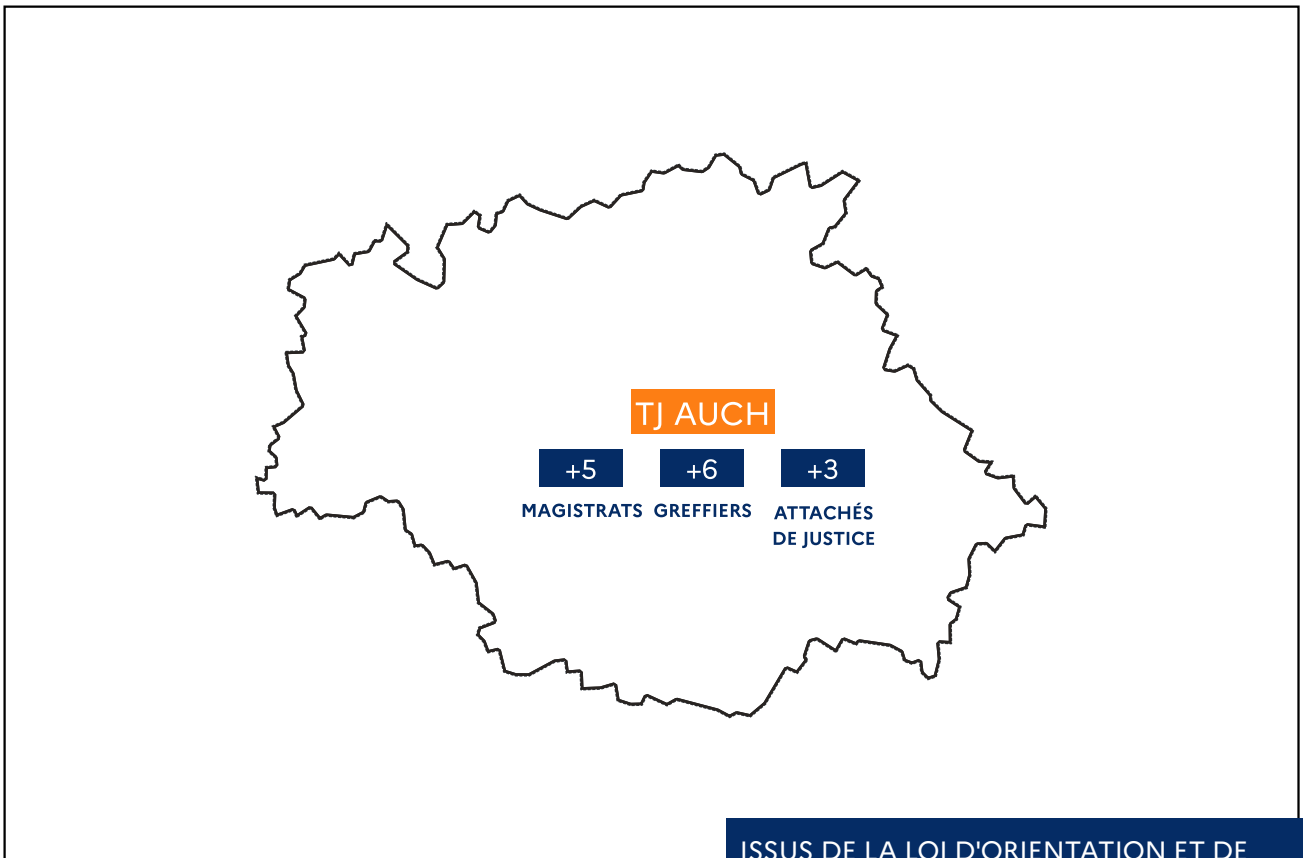 TJ AUCH
+5 +6 +3
MAGISTRATS GREFFIERS ATTACHÉS
DE JUSTICE
ISSUS DE LA LOI D'ORIENTATION ET DE